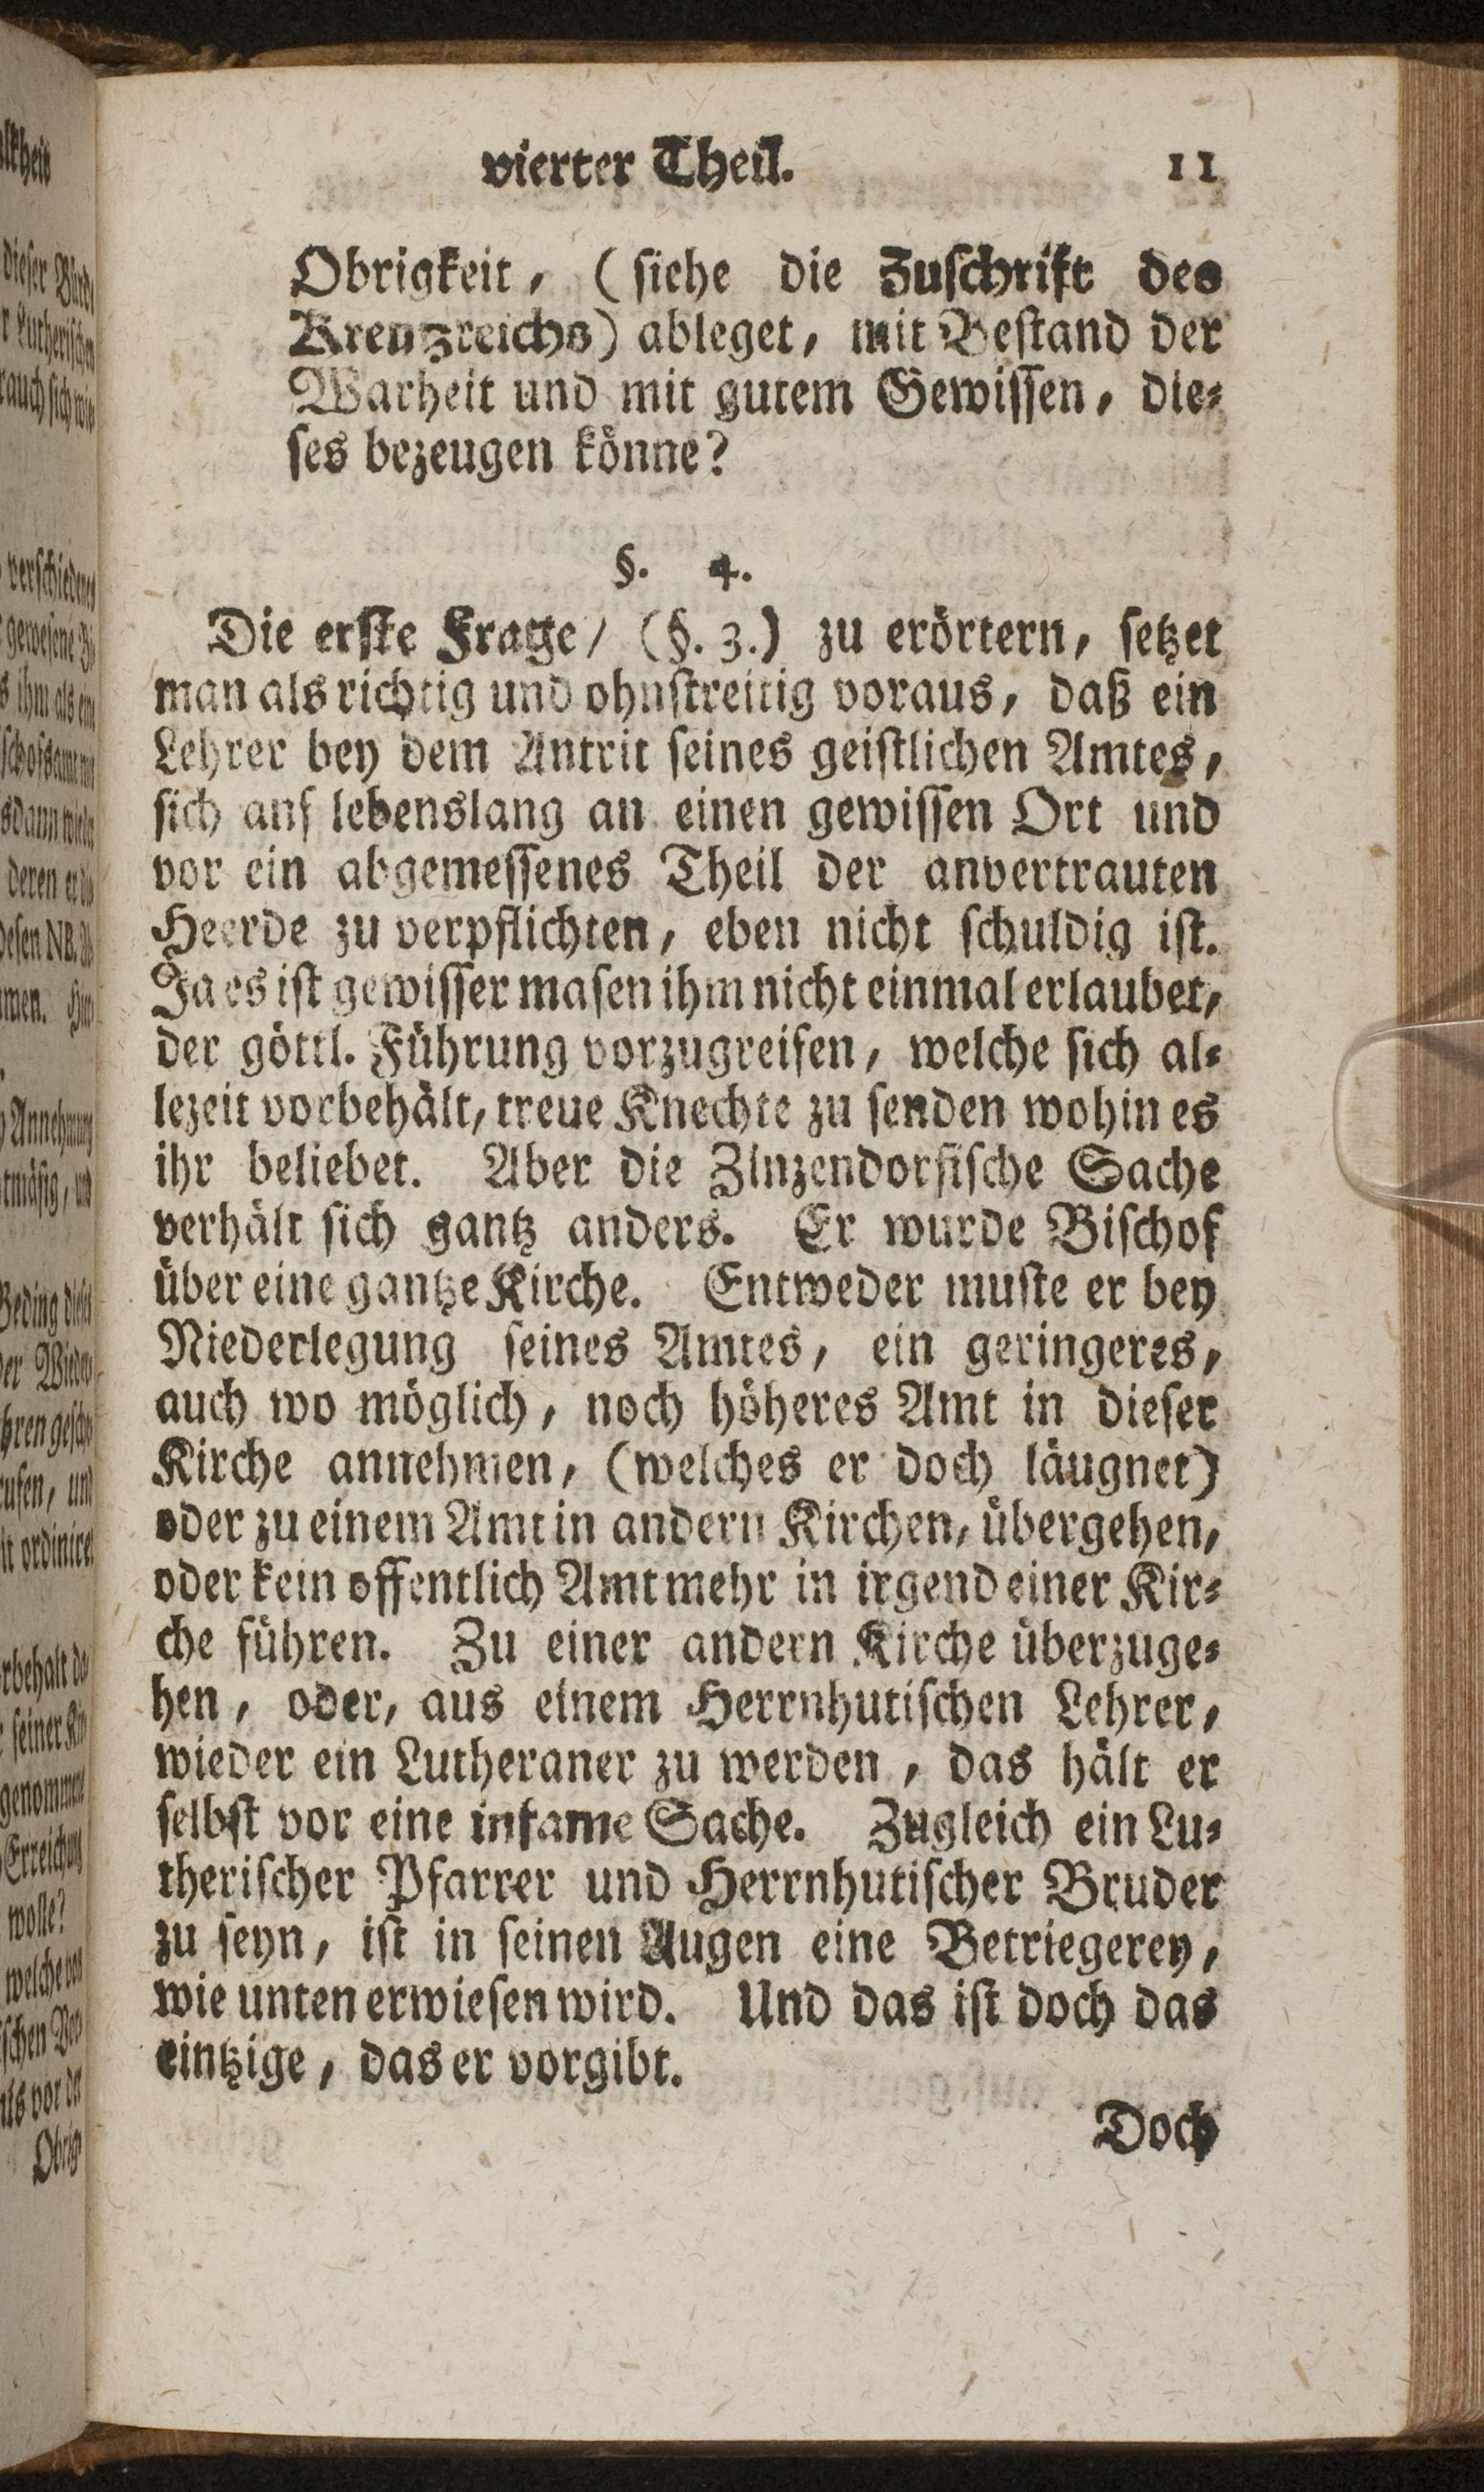 vierter Theil. 11
Obrigkeit, (siehe die Zuschrift des
Kreuzreichs) ableget, mit Bestand der
Warheit und mit gutem Gewissen, die-
ses bezeugen könne?
§. 4.
Die erste Frage / (§. 3.) zu erörtern, setzet
man als richtig und ohnstreitig voraus, daß ein
Lehrer bey dem Antrit seines geistlichen Amtes,
sich auf lebenslang an einen gewissen Ort und
vor ein abgemessenes Theil der anvertrauten
Heerde zu verpflichten, eben nicht schuldig ist.
Ja es ist gewisser masen ihm nicht einmal erlaubet,
der göttl. Führung vorzugreifen, welche sich al-
lezeit vorbehält, treue Knechte zu senden wohin es
ihr beliebet. Aber die Zinzendorfische Sache
verhält sich gantz anders. Er wurde Bischof
über eine gantze Kirche. Entweder muste er bey
Niederlegung seines Amtes, ein geringeres,
auch wo möglich, noch höheres Amt in dieser
Kirche annehmen, (welches er doch läugnet)
oder zu einem Amt in andern Kirchen, übergehen,
oder kein offentlich Amt mehr in irgend einer Kir-
che führen. Zu einer andern Kirche überzuge-
hen, oder, aus einem Herrnhutischen Lehrer,
wieder ein Lutheraner zu werden, das hält er
selbst vor eine infame Sache. Zugleich ein Lu-
therischer Pfarrer und Herrnhutischer Bruder
zu seyn, ist in seinen Augen eine Betriegerey,
wie unten erwiesen wird. Und das ist doch das
eintzige, das er vorgibt.
Doch